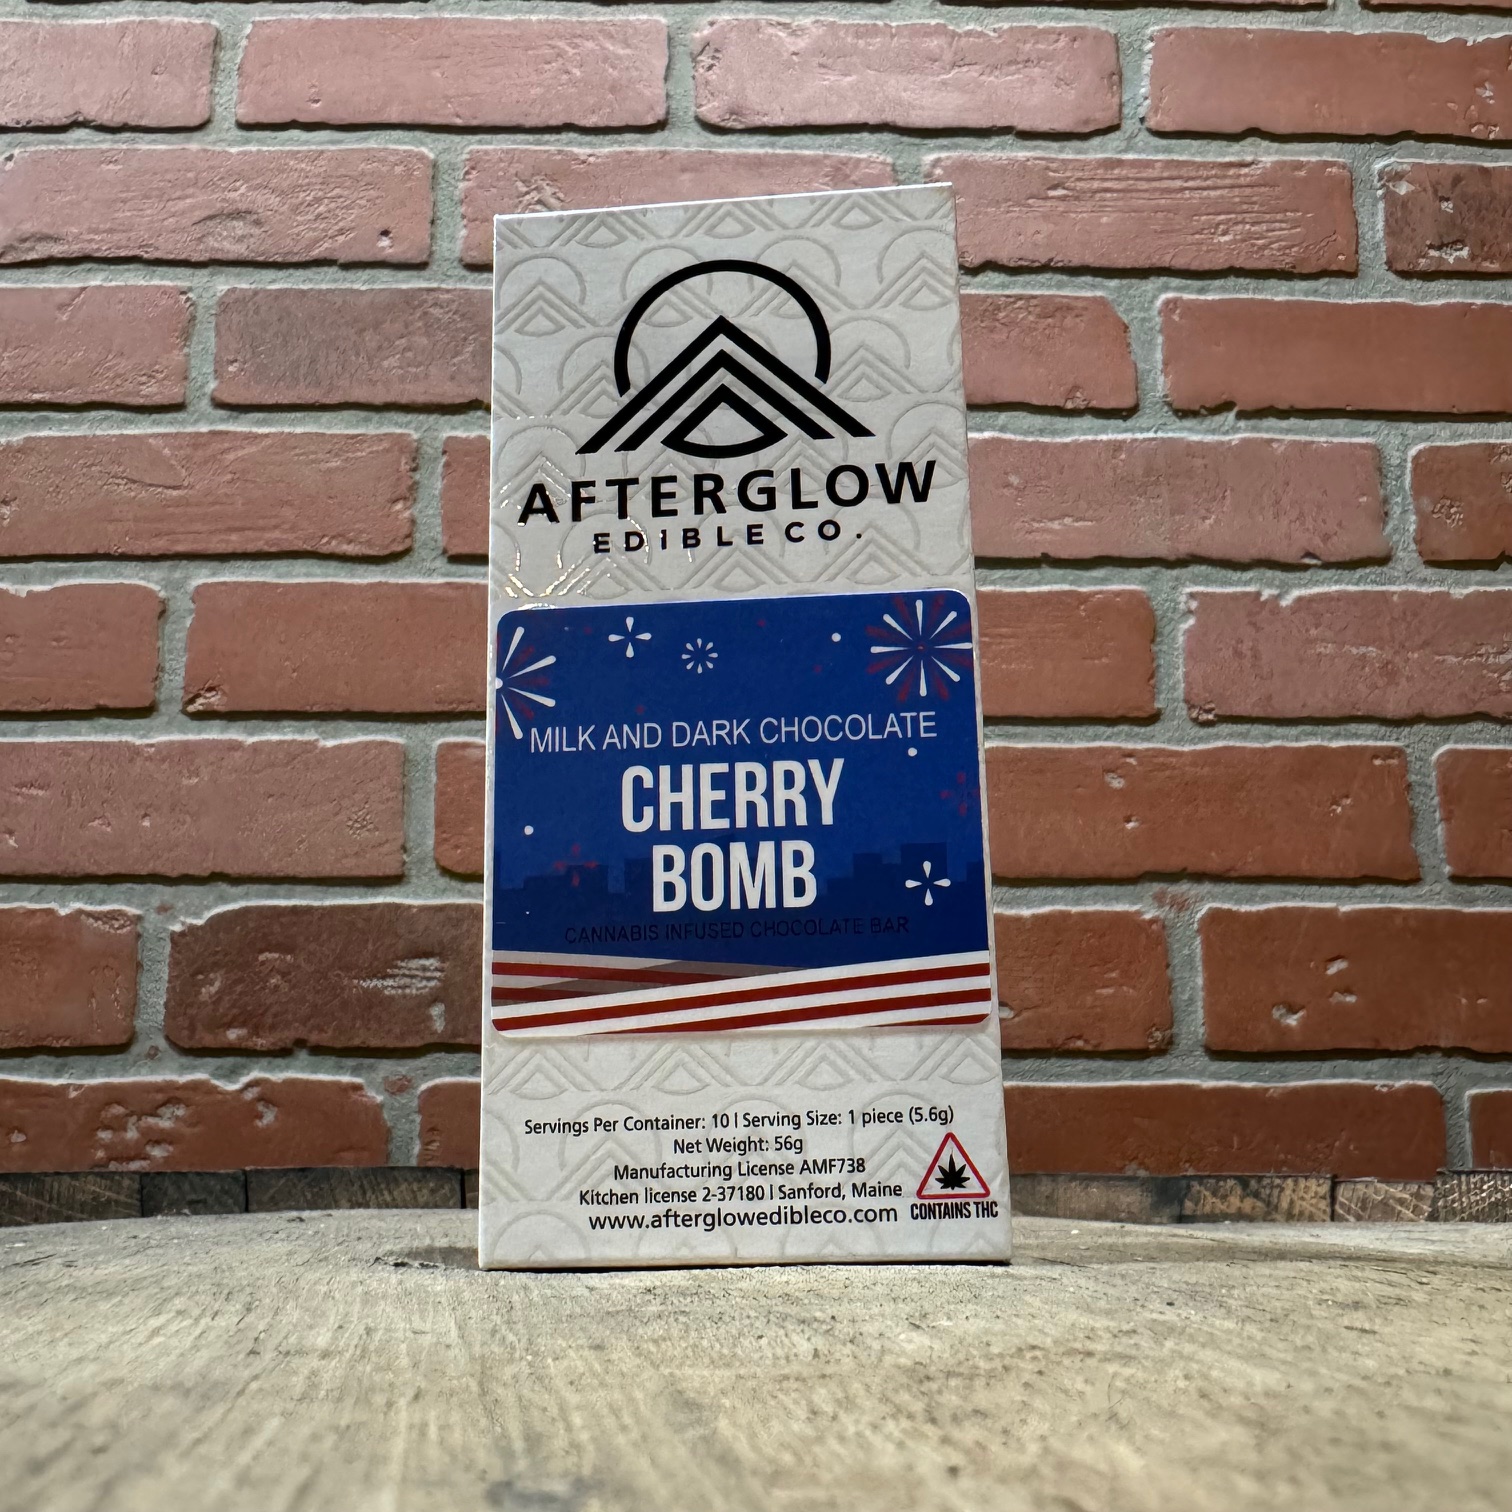 AFTERGLOW
EDIBLE CO.
MILK AND DARK CHOCOLATE
CHERRY
BOMB
CANNABIS INFUSED CHOCOLATE BAR
Servings Per Container: 10 | Serving Size: 1 piece (5.6g)
Net Weight: 56g
Manufacturing License AMF738
Kitchen license 2-37180 | Sanford, Maine
www.afterglowedibleco.com
CONTAINS THC